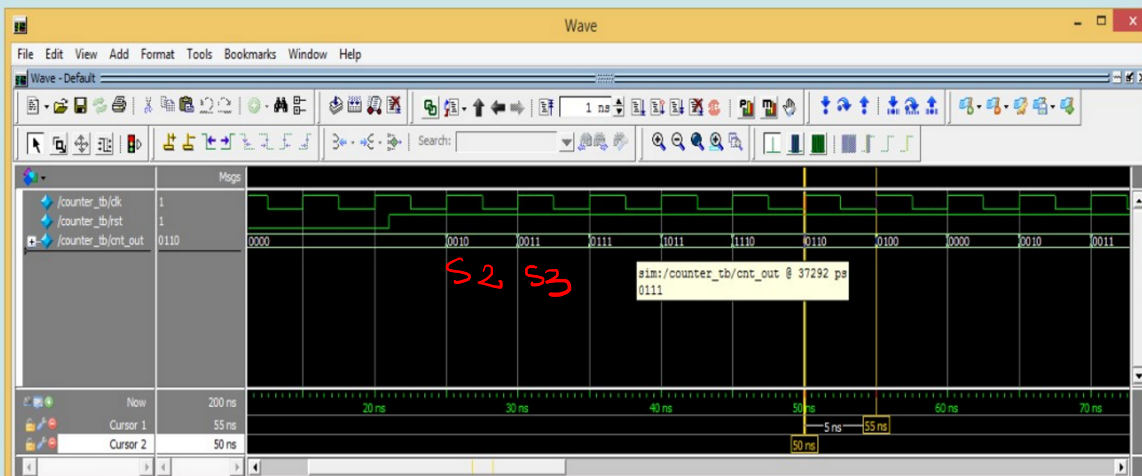 Wave
File Edit View Add Format Tools Bookmarks Window Help
Wave - Default
1 ns
Search:
Msgs
/counter_tb/clk 1
/counter_tb/rst 1
/counter_tb/cnt_out 0110 0000 0010 0011 0111 1011 1110 0110 0100 0000 0010 0011
S2, S3
sim:/counter_tb/cnt_out @ 37292 ps
0111
Now 200 ns 20 ns 30 ns 40 ns 50 ns 60 ns 70 ns
Cursor 1 55 ns 5 ns 55 ns
Cursor 2 50 ns 50 ns